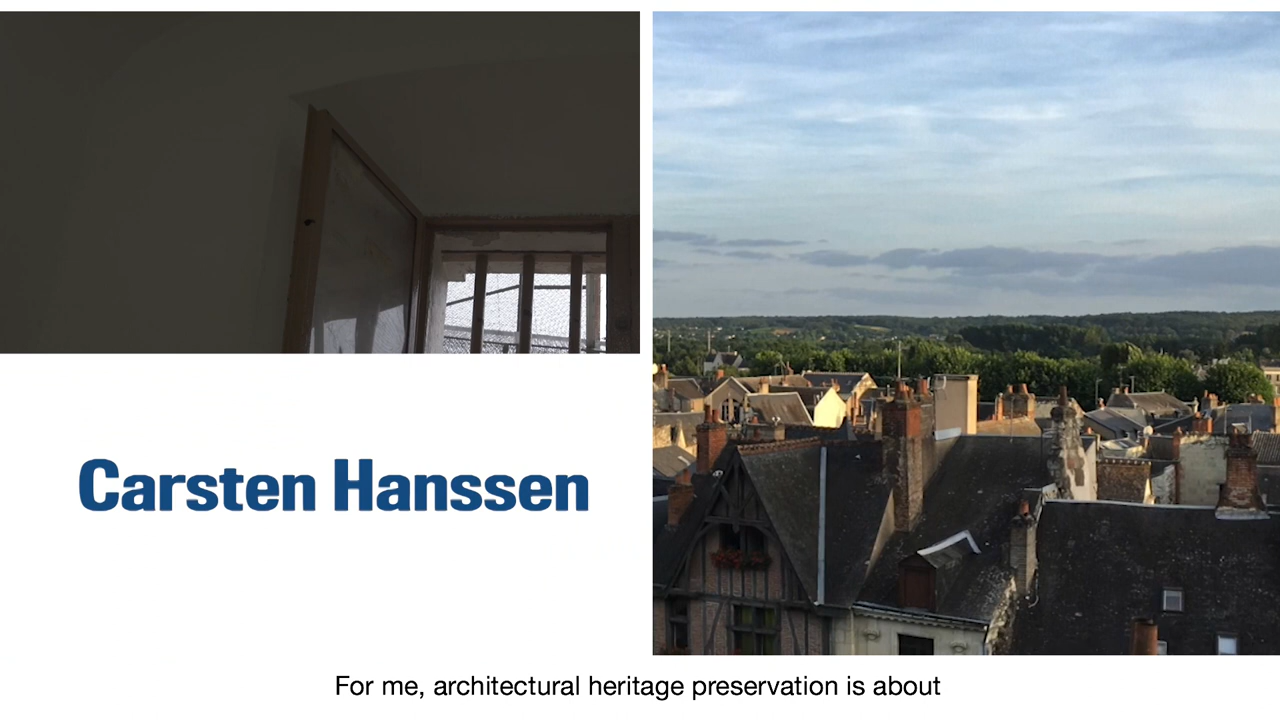 Carsten Hanssen
For me, architectural heritage preservation is about